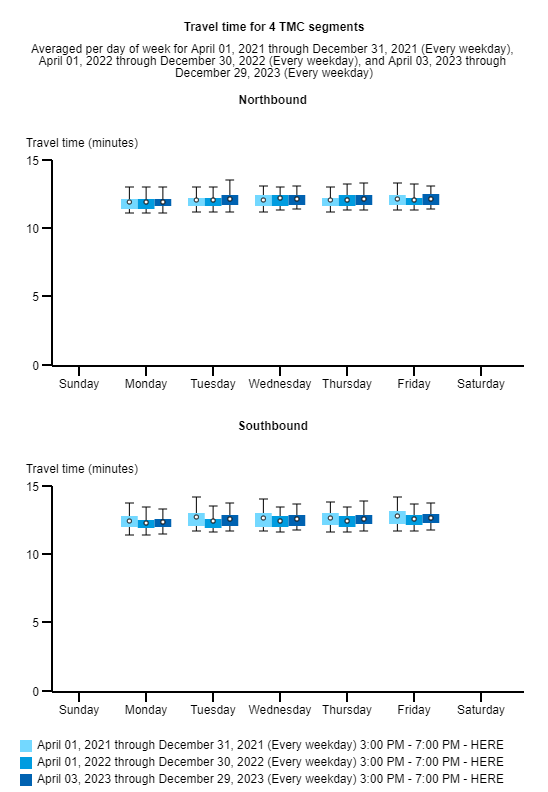 Travel time for 4 TMC segments
Averaged per day of week for April 01, 2021 through December 31, 2021 (Every weekday),
April 01, 2022 through December 30, 2022 (Every weekday), and April 03, 2023 through
December 29, 2023 (Every weekday)
Northbound
Travel time (minutes)
15
10
5
0
Sunday Monday Tuesday Wednesday Thursday Friday Saturday
Southbound
Travel time (minutes)
15
10
5
0
Sunday Monday Tuesday Wednesday Thursday Friday Saturday
April 01, 2021 through December 31, 2021 (Every weekday) 3:00 PM - 7:00 PM - HERE
April 01, 2022 through December 30, 2022 (Every weekday) 3:00 PM - 7:00 PM - HERE
April 03, 2023 through December 29, 2023 (Every weekday) 3:00 PM - 7:00 PM - HERE